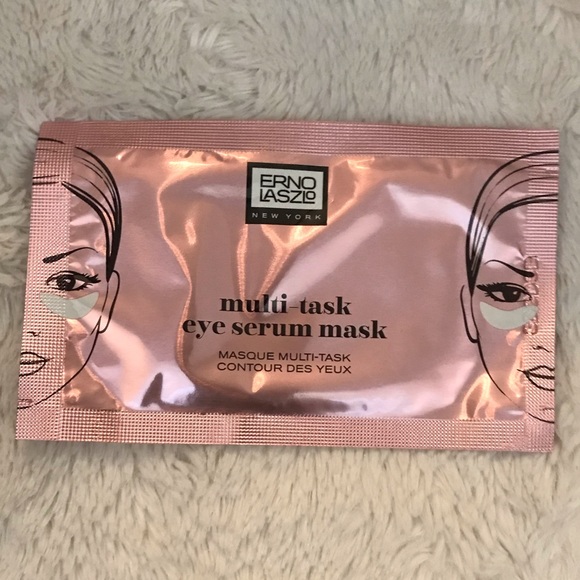 ERNO
LASZLO
NEW YORK
multi-task
eye serum mask
MASQUE MULTI-TASK
CONTOUR DES YEUX